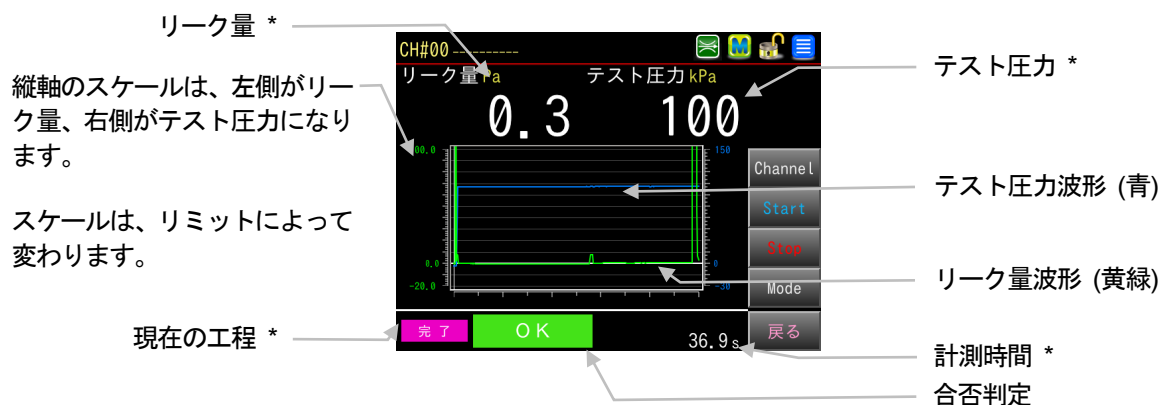 リーク量 *
縦軸のスケールは、左側がリー
ク量、右側がテスト圧力になり
ます。
スケールは、リミットによって
変わります。
現在の工程 *
CH#00 ----------
M
リーク量 Pa
テスト圧力 kPa
0.3
100
00.0
150
0.0
0
-20.0
-30
Channel
Start
Stop
Mode
戻る
完了
OK
36.9 s
テスト圧力 *
テスト圧力波形 (青)
リーク量波形 (黄緑)
計測時間 *
合否判定